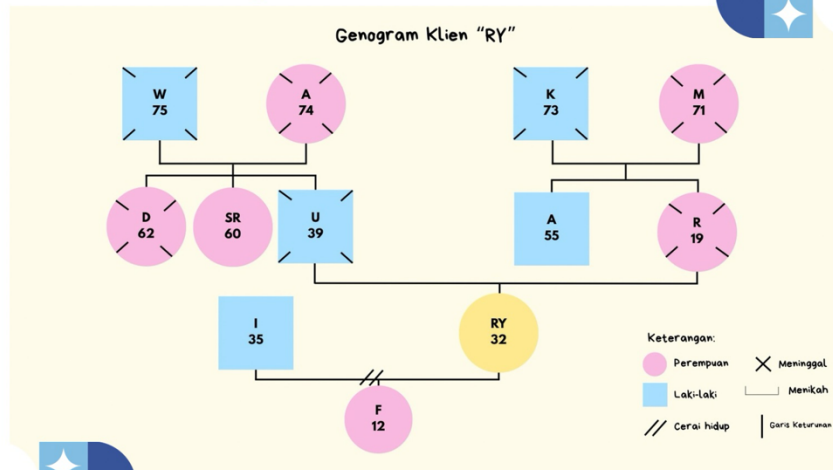 Genogram Klien "RY"
W
75
A
74
K
73
M
71
D
62
SR
60
U
39
A
55
R
19
I
35
RY
32
F
12
Keterangan:
Perempuan
Meninggal
Laki-laki
Menikah
Cerai hidup
Garis Keturunan